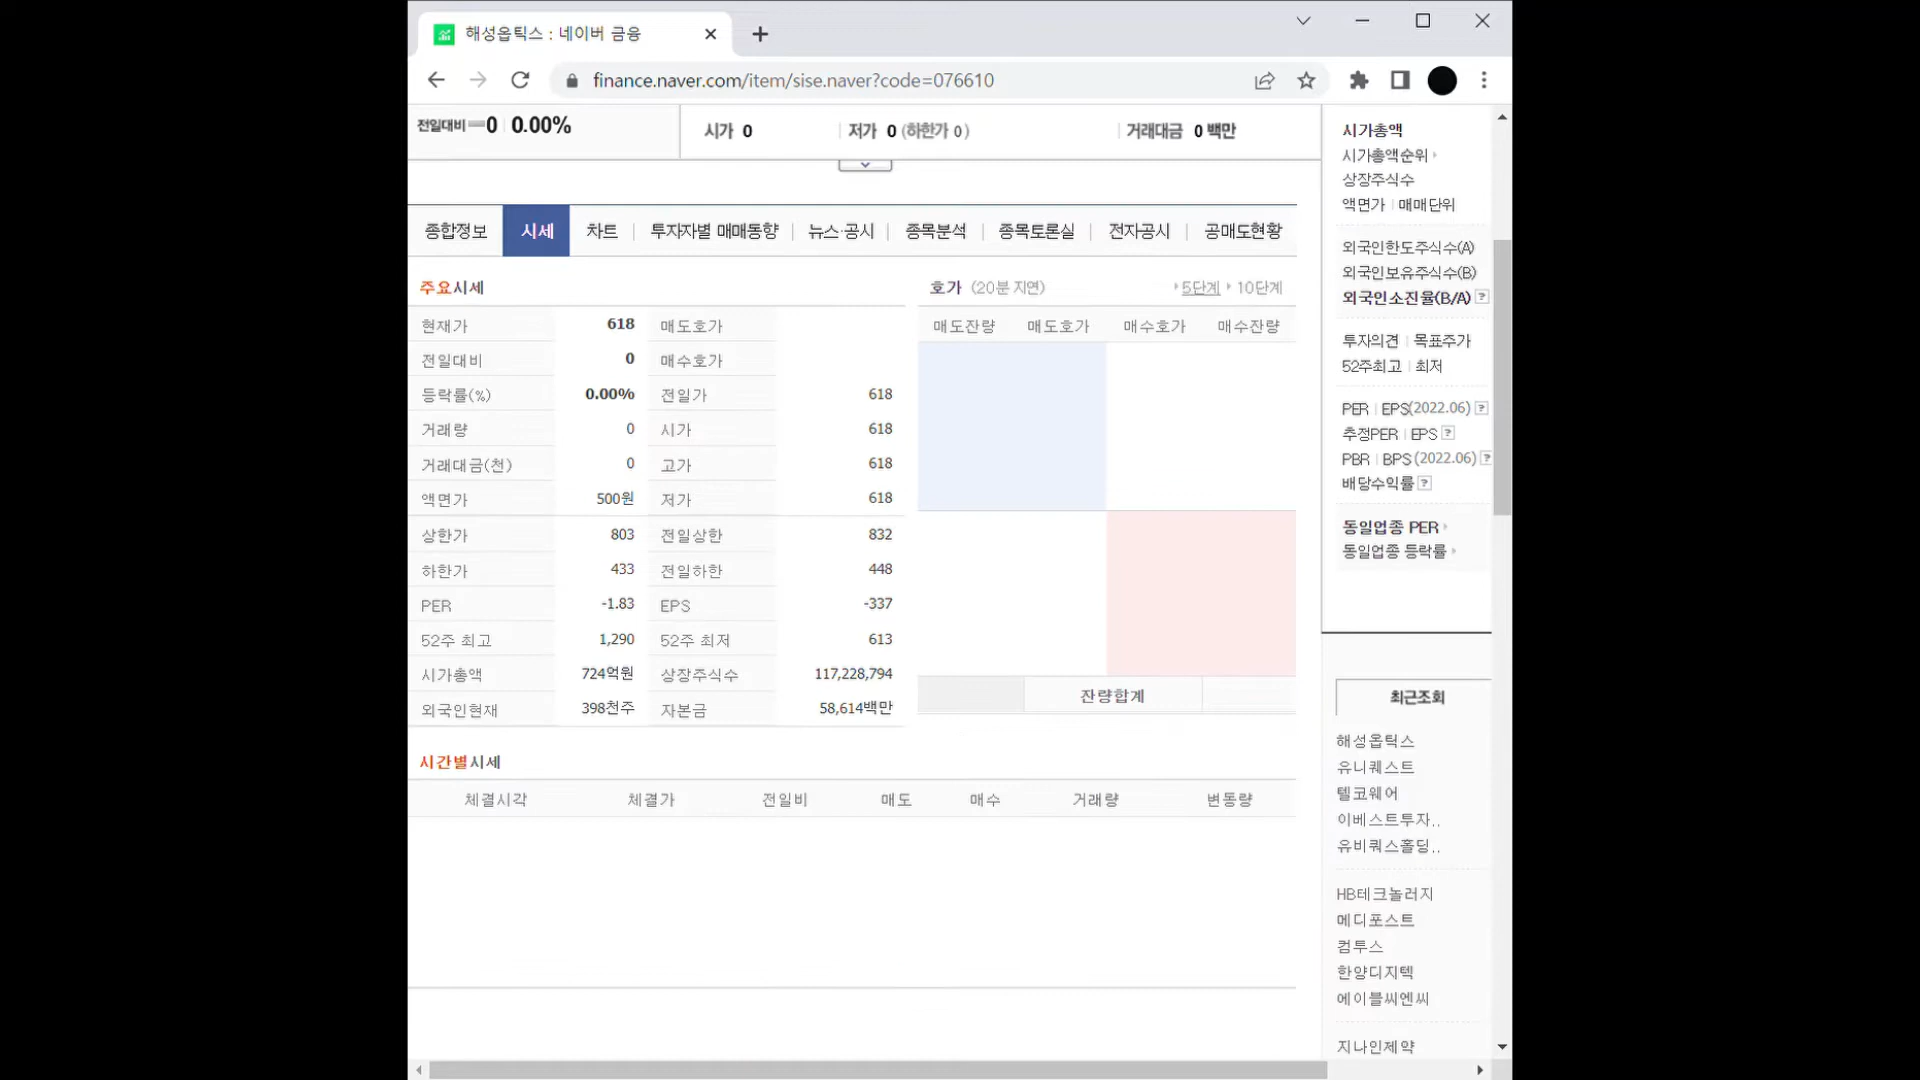 해성옵틱스 : 네이버 금융
finance.naver.com/item/sise.naver?code=076610
전일대비 0 0.00%
시가 0 저가 0 (하한가 0) 거래대금 0 백만
종합정보 시세 차트 투자자별 매매동향 뉴스·공시 종목분석 종목토론실 전자공시 공매도현황
주요시세
현재가 618 매도호가
전일대비 0 매수호가
등락률(%) 0.00% 전일가 618
거래량 0 시가 618
거래대금(천) 0 고가 618
액면가 500원 저가 618
상한가 803 전일상한 832
하한가 433 전일하한 448
PER -1.83 EPS -337
52주 최고 1,290 52주 최저 613
시가총액 724억원 상장주식수 117,228,794
외국인현재 398천주 자본금 58,614백만
호가 (20분 지연) 5단계 10단계
매도잔량 매도호가 매수호가 매수잔량
잔량합계
시간별시세
체결시각 체결가 전일비 매도 매수 거래량 변동량
시가총액
시가총액순위
상장주식수
액면가 | 매매단위
외국인한도주식수(A)
외국인보유주식수(B)
외국인소진율(B/A) ?
투자의견 | 목표주가
52주최고 | 최저
PER | EPS(2022.06) ?
추정PER | EPS ?
PBR | BPS (2022.06) ?
배당수익률 ?
동일업종 PER
동일업종 등락률
최근조회
해성옵틱스
유니퀘스트
텔코웨어
이베스트투자..
유비쿼스홀딩..
HB테크놀러지
메디포스트
컴투스
한양디지텍
에이블씨엔씨
지나인제약